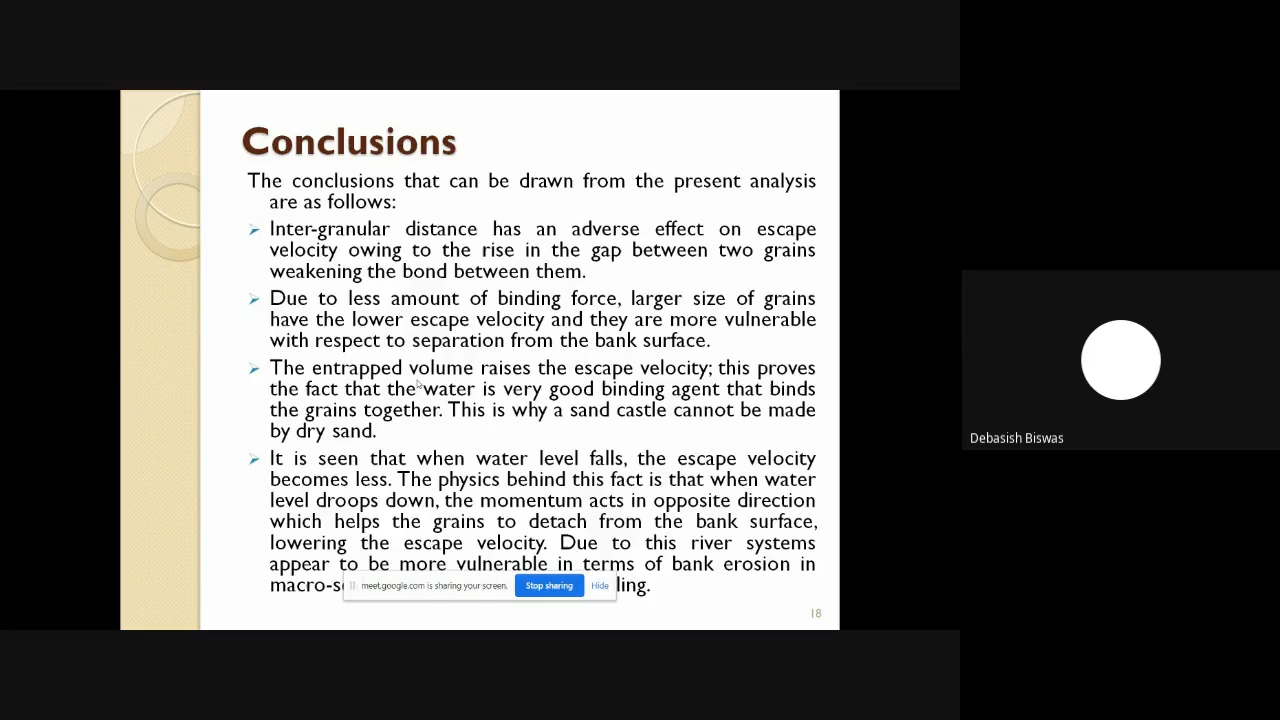 Conclusions
The conclusions that can be drawn from the present analysis
are as follows:
Inter-granular distance has an adverse effect on escape
velocity owing to the rise in the gap between two grains
weakening the bond between them.
Due to less amount of binding force, larger size of grains
have the lower escape velocity and they are more vulnerable
with respect to separation from the bank surface.
The entrapped volume raises the escape velocity; this proves
the fact that the water is very good binding agent that binds
the grains together. This is why a sand castle cannot be made
by dry sand.
It is seen that when water level falls, the escape velocity
becomes less. The physics behind this fact is that when water
level droops down, the momentum acts in opposite direction
which helps the grains to detach from the bank surface,
lowering the escape velocity. Due to this river systems
appear to be more vulnerable in terms of bank erosion in
meet.google.com is sharing your screen. Stop sharing Hide
18
Debasish Biswas